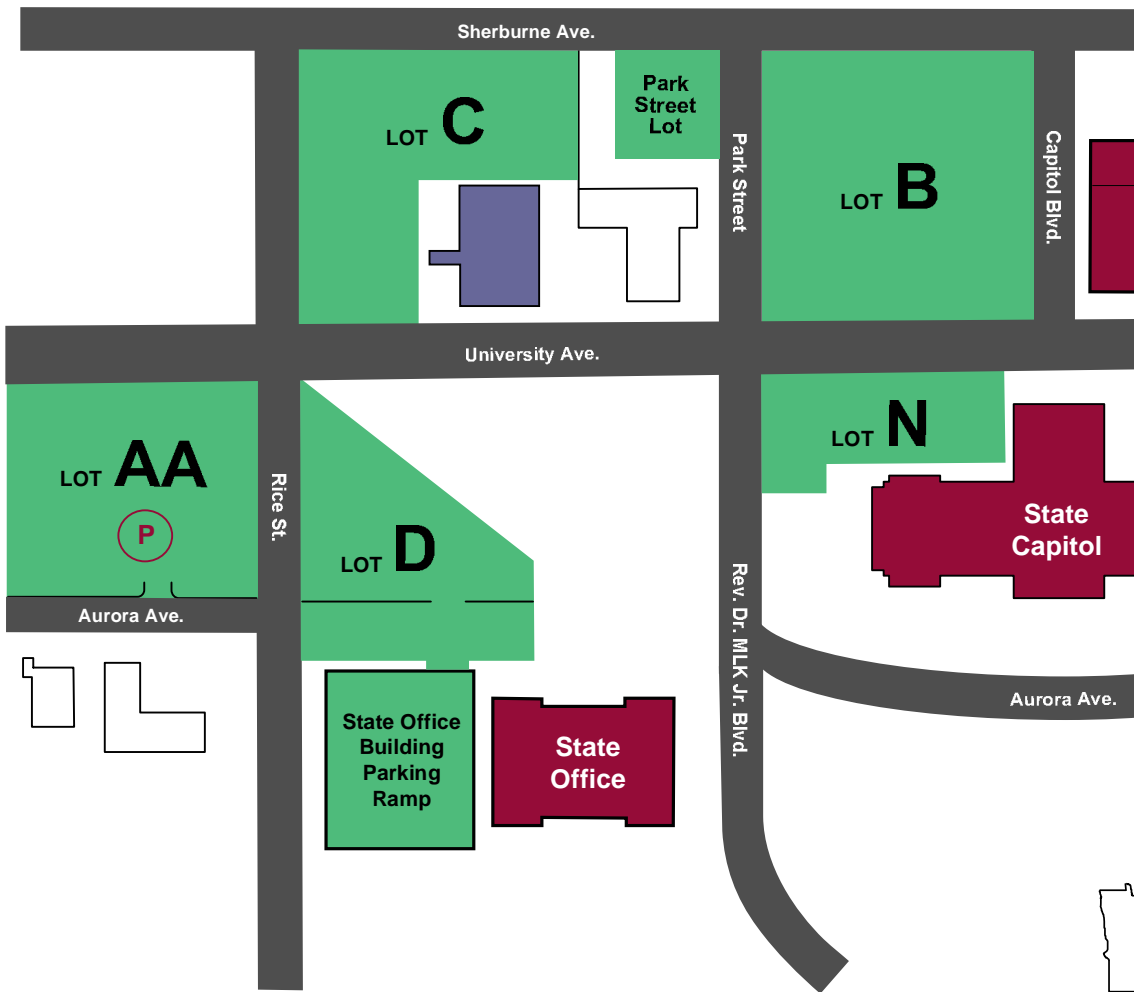 Sherburne Ave.
LOT C
Park
Street
Lot
Park Street
LOT B
Capitol Blvd.
University Ave.
LOT AA
P
Rice St.
LOT D
LOT N
State
Capitol
Aurora Ave.
Rev. Dr. MLK Jr. Blvd.
Aurora Ave.
State Office
Building
Parking
Ramp
State
Office